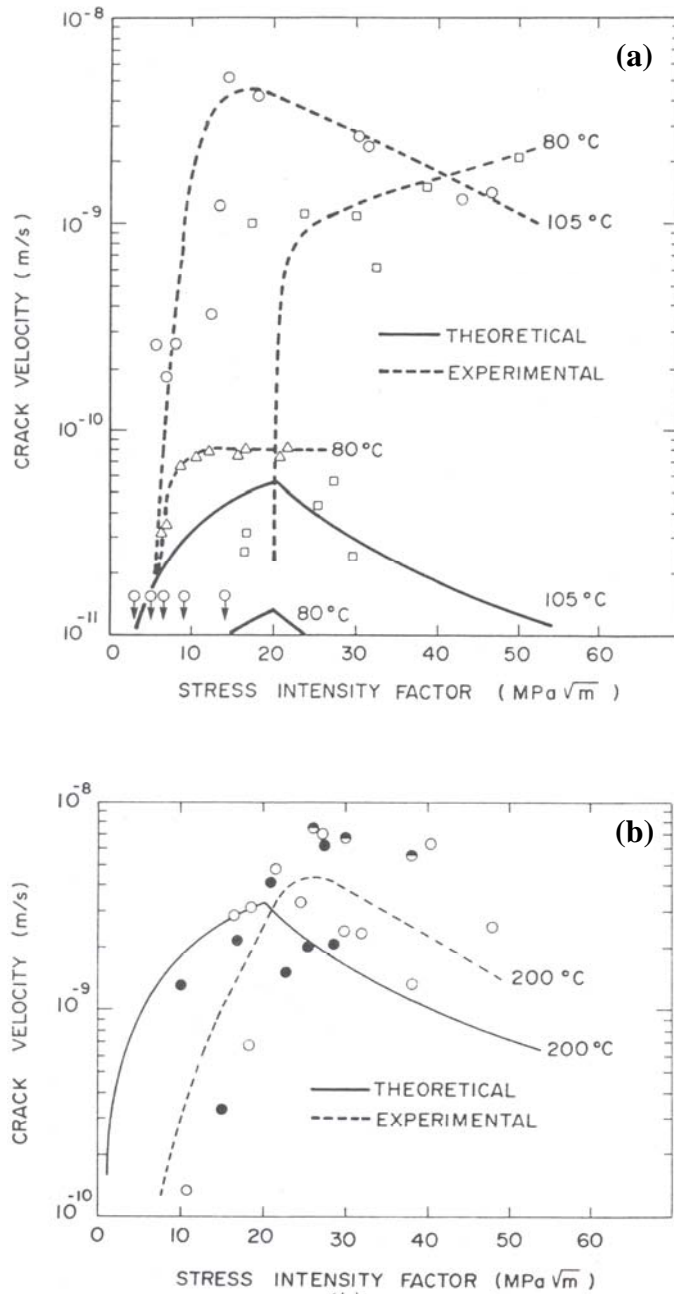 10-8
(a)
80 °C
10-9
105 °C
THEORETICAL
EXPERIMENTAL
CRACK VELOCITY (m/s)
10-10
80°C
105 °C
80°C
10-11
0 10 20 30 40 50 60
STRESS INTENSITY FACTOR (MPa√m)
10-8
(b)
CRACK VELOCITY (m/s)
200 °C
10-9
200°C
THEORETICAL
EXPERIMENTAL
10-10
0 10 20 30 40 50 60
STRESS INTENSITY FACTOR (MPa√m)